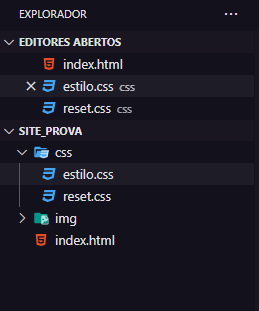 EXPLORADOR ...
EDITORES ABERTOS
index.html
estilo.css css
reset.css css
SITE_PROVA
css
estilo.css
reset.css
img
index.html